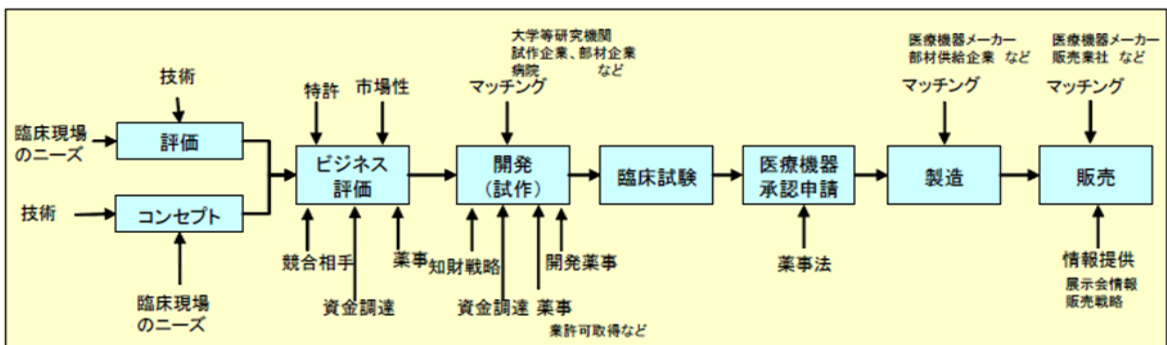 大学等研究機関
試作企業、部材企業
病院 など
マッチング
医療機器メーカー
部材供給企業 など
マッチング
医療機器メーカー
販売業社 など
マッチング
技術
特許
市場性
臨床現場
のニーズ
評価
ビジネス
評価
開発
(試作)
臨床試験
医療機器
承認申請
製造
販売
技術
コンセプト
臨床現場
のニーズ
競合相手
資金調達
薬事
知財戦略
資金調達
薬事
業許可取得など
開発薬事
薬事法
情報提供
展示会情報
販売戦略